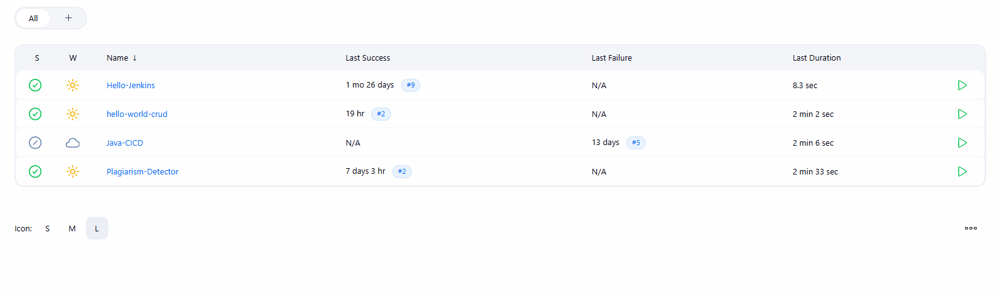 All +
S W Name ↓ Last Success Last Failure Last Duration
Hello-Jenkins 1 mo 26 days #9 N/A 8.3 sec
hello-world-crud 19 hr #2 N/A 2 min 2 sec
Java-CICD N/A 13 days #5 2 min 6 sec
Plagiarism-Detector 7 days 3 hr #2 N/A 2 min 33 sec
Icon: S M L